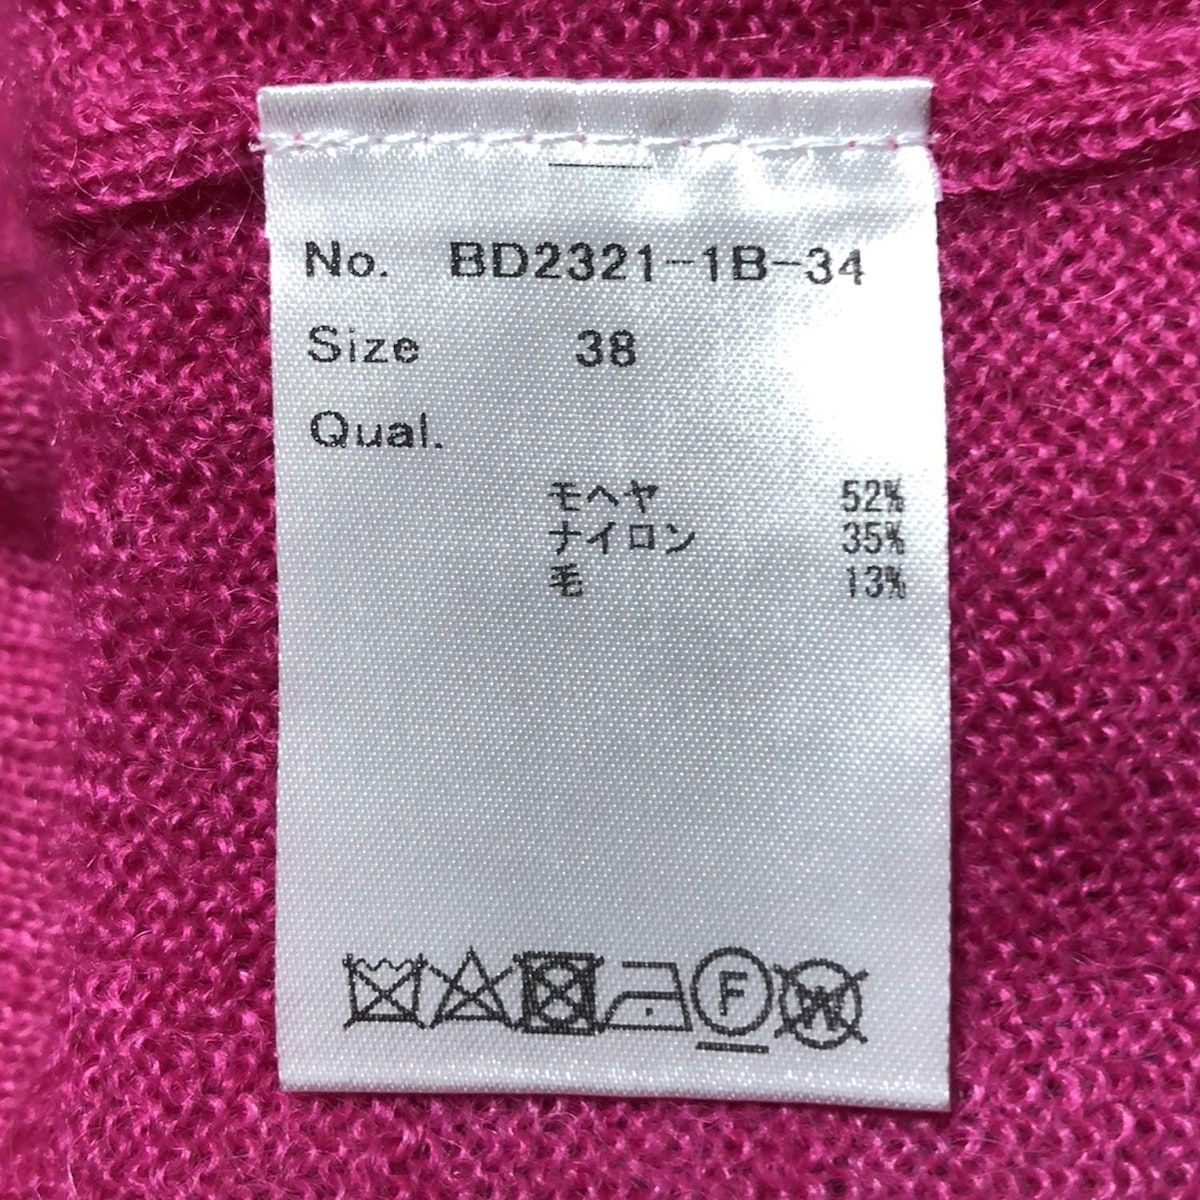 No. BD2321-1B-34
Size 38
Qual.
モヘヤ 52%
ナイロン 35%
毛 13%
F W